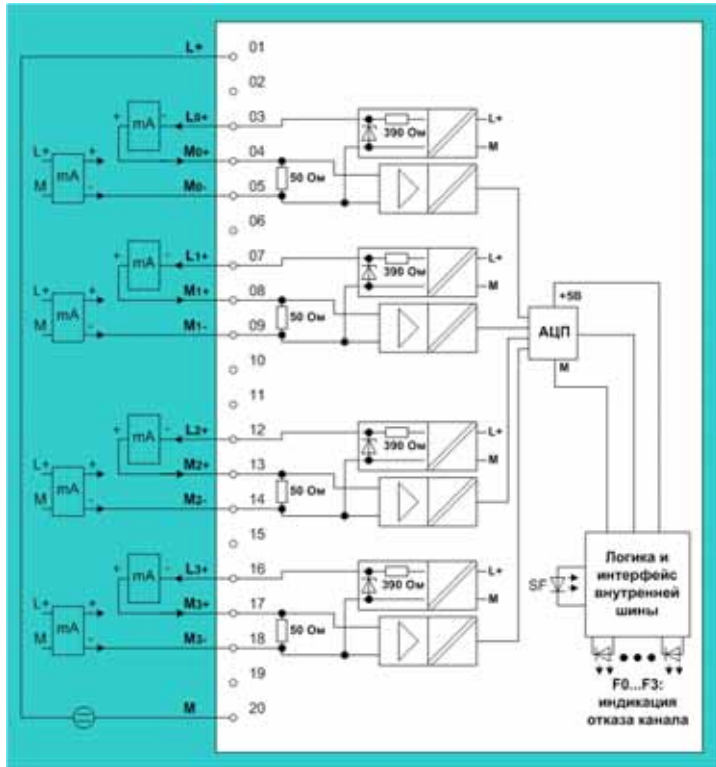 L+ 01
02
L0+ 03
+ mA -
390 Ом L+
M0+ 04
M
L+ +
mA
M -
M0- 05
50 Ом
06
L1+ 07
+ mA -
390 Ом L+
M1+ 08
M
L+ +
mA
M -
M1- 09
50 Ом
+5В
АЦП
M
10
11
L2+ 12
+ mA -
390 Ом L+
M2+ 13
M
L+ +
mA
M -
M2- 14
50 Ом
15
L3+ 16
+ mA -
390 Ом L+
M3+ 17
M
L+ +
mA
M -
M3- 18
50 Ом
Логика и
интерфейс
внутренней
шины
SF
19
M 20
F0...F3:
индикация
отказа канала